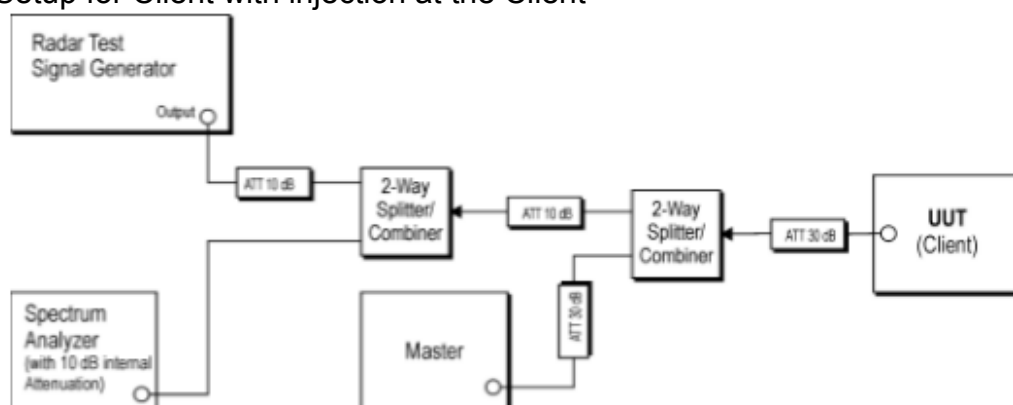 Setup for Client with injection at the Client
Radar Test
Signal Generator
Output
ATT 10 dB
2-Way
Splitter/
Combiner
ATT 10 dB
2-Way
Splitter/
Combiner
ATT 30 dB
UUT
(Client)
Spectrum
Analyzer
(with 10 dB internal
Attenuation)
Master
ATT 30 dB